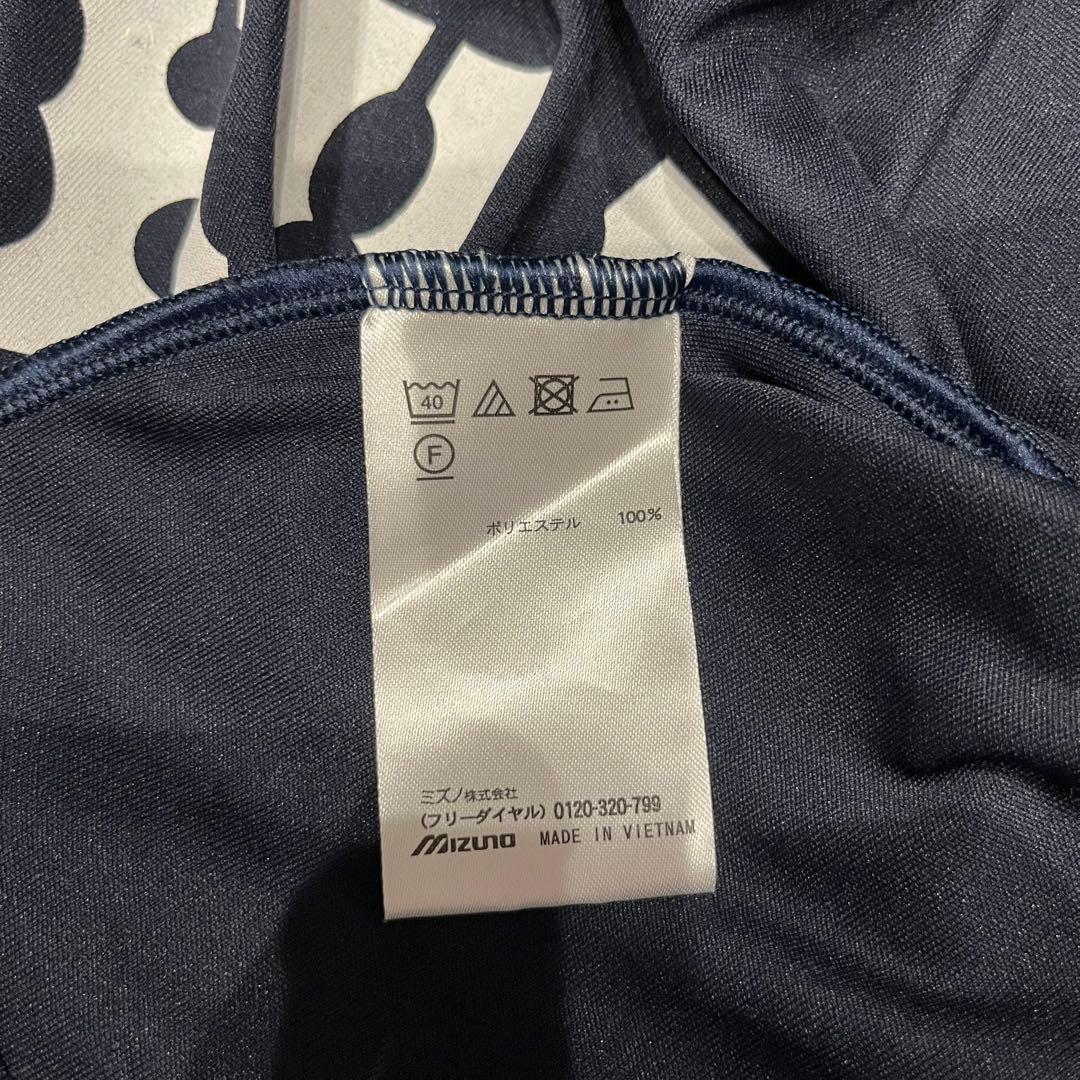 40
F
ポリエステル 100%
ミズノ株式会社
(フリーダイヤル) 0120-320-799
MIZUNO MADE IN VIETNAM